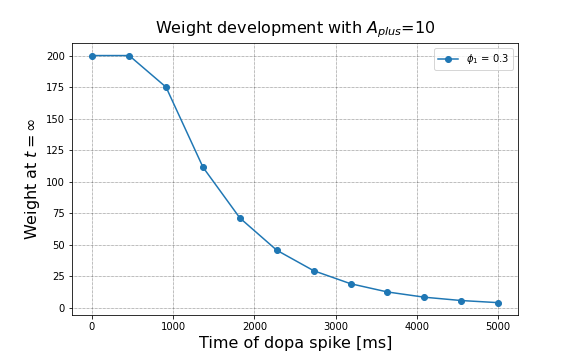 Weight development with A_plus=10
ϕ₁ = 0.3
Weight at t = ∞
200
175
150
125
100
75
50
25
0
0 1000 2000 3000 4000 5000
Time of dopa spike [ms]